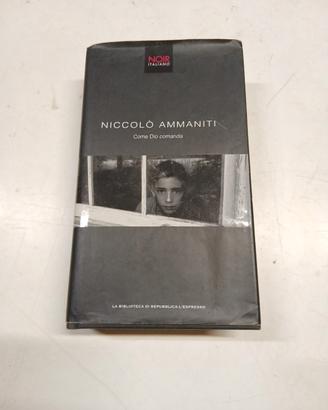 NOIR
ITALIANO
NICCOLÒ AMMANITI
Come Dio comanda
LA BIBLIOTECA DI REPUBBLICA L'ESPRESSO